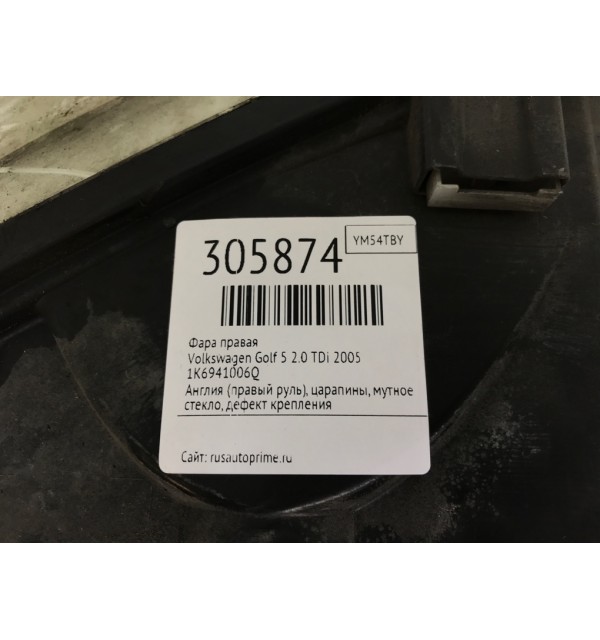 305874
YM54TBY
Фара правая
Volkswagen Golf 5 2.0 TDi 2005
1K6941006Q
Англия (правый руль), царапины, мутное
стекло, дефект крепления
Сайт: rusautoprime.ru